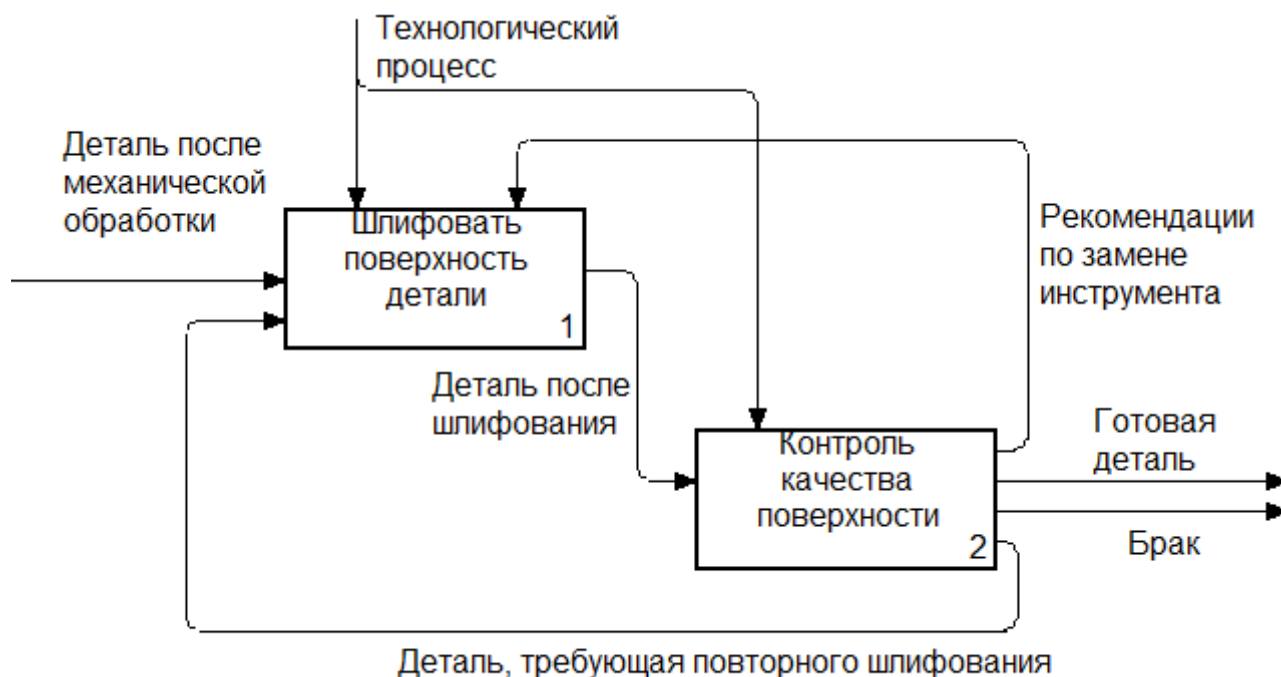 Технологический
процесс
Деталь после
механической
обработки
Шлифовать
поверхность
детали
1
Рекомендации
по замене
инструмента
Деталь после
шлифования
Контроль
качества
поверхности
2
Готовая
деталь
Брак
Деталь, требующая повторного шлифования